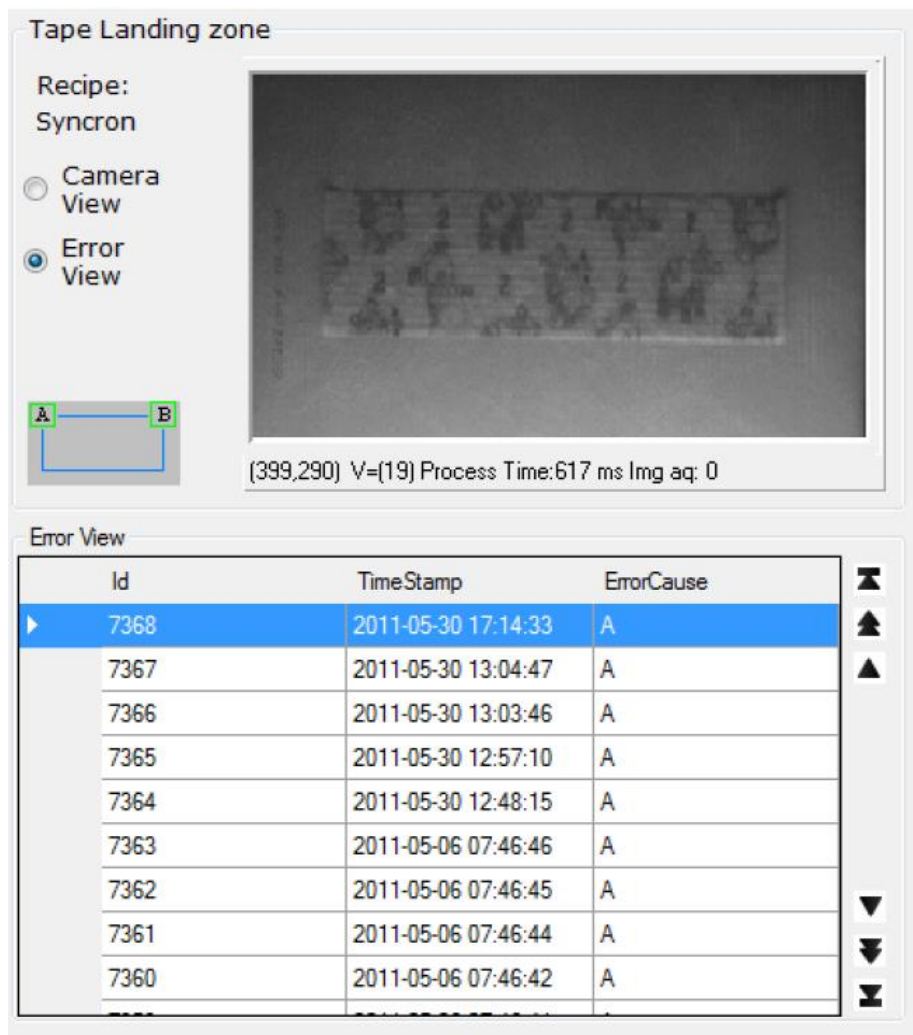 Tape Landing zone
Recipe:
Syncron
Camera
View
Error
View
A B
(399,290) V=(19) Process Time:617 ms Img aq: 0
Error View
Id TimeStamp ErrorCause
7368 2011-05-30 17:14:33 A
7367 2011-05-30 13:04:47 A
7366 2011-05-30 13:03:46 A
7365 2011-05-30 12:57:10 A
7364 2011-05-30 12:48:15 A
7363 2011-05-06 07:46:46 A
7362 2011-05-06 07:46:45 A
7361 2011-05-06 07:46:44 A
7360 2011-05-06 07:46:42 A